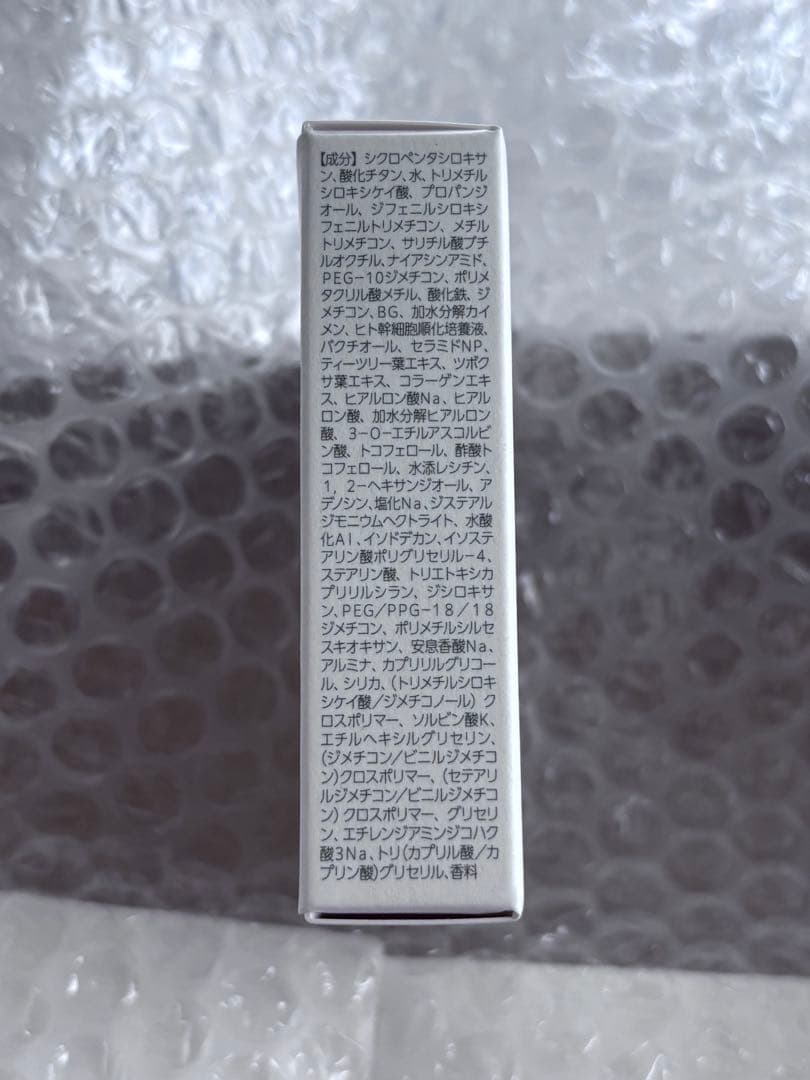 【成分】シクロペンタシロキサ
ン、酸化チタン、水、トリメチル
シロキシケイ酸、プロパンジ
オール、ジフェニルシロキシ
フェニルトリメチコン、メチル
トリメチコン、サリチル酸ブチ
ルオクチル、ナイアシンアミド、
PEG-10ジメチコン、ポリメ
タクリル酸メチル、酸化鉄、ジ
メチコン、BG、加水分解カイ
メン、ヒト幹細胞順化培養液、
バクチオール、セラミドNP、
ティーツリー葉エキス、ツボク
サ葉エキス、コラーゲンエキ
ス、ヒアルロン酸Na、ヒアル
ロン酸、加水分解ヒアルロン
酸、3-O-エチルアスコルビ
ン酸、トコフェロール、酢酸ト
コフェロール、水添レシチン、
1,2-ヘキサンジオール、ア
デノシン、塩化Na、ジステアル
ジモニウムヘクトライト、水酸
化Al、イソドデカン、イソステ
アリン酸ポリグリセリル-4、
ステアリン酸、トリエトキシカ
プリリルシラン、ジシロキサ
ン、PEG/PPG-18/18
ジメチコン、ポリメチルシルセ
スキオキサン、安息香酸Na、
アルミナ、カプリリルグリコー
ル、シリカ、(トリメチルシロキ
シケイ酸/ジメチコノール)ク
ロスポリマー、ソルビン酸K、
エチルヘキシルグリセリン、
(ジメチコン/ビニルジメチコ
ン)クロスポリマー、(セテアリ
ルジメチコン/ビニルジメチコ
ン)クロスポリマー、グリセリ
ン、エチレンジアミンジコハク
酸3Na、トリ(カプリル酸/カ
プリン酸)グリセリル、香料